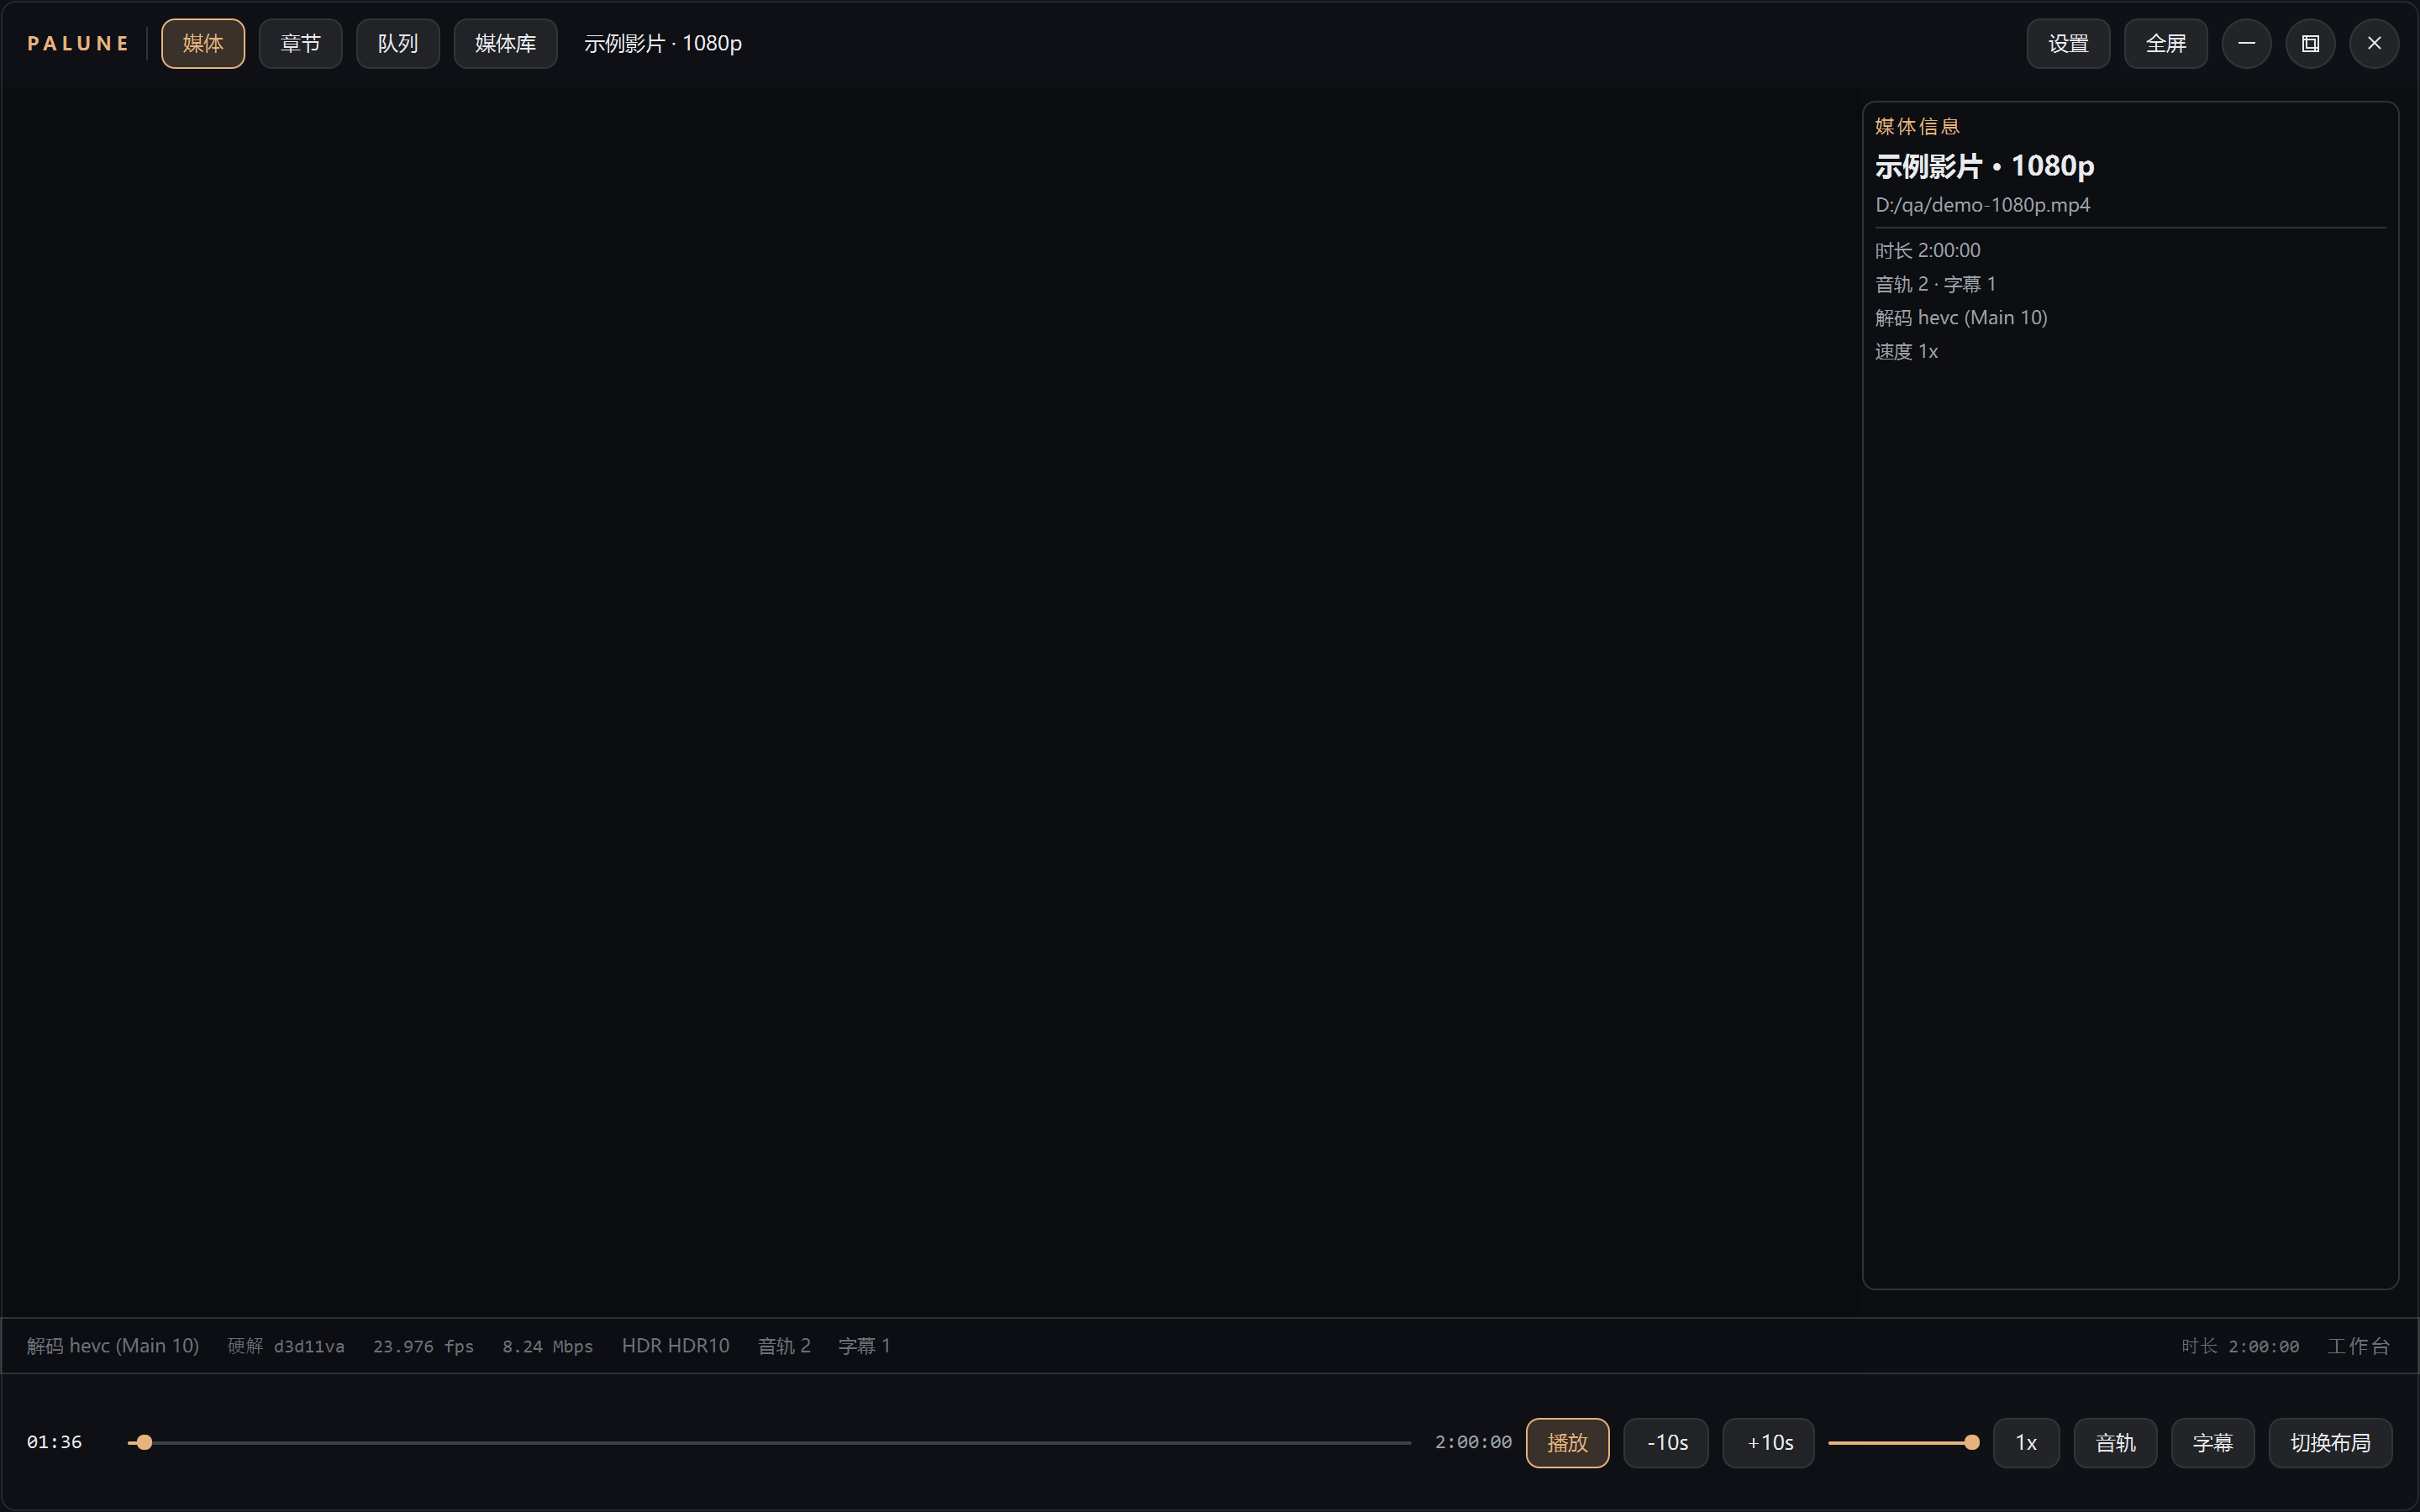 PALUNE 媒体 章节 队列 媒体库 示例影片 · 1080p 设置 全屏
媒体信息
示例影片 • 1080p
D:/qa/demo-1080p.mp4
时长 2:00:00
音轨 2 · 字幕 1
解码 hevc (Main 10)
速度 1x
解码 hevc (Main 10) 硬解 d3d11va 23.976 fps 8.24 Mbps HDR HDR10 音轨 2 字幕 1 时长 2:00:00 工作台
01:36 2:00:00 播放 -10s +10s 1x 音轨 字幕 切换布局